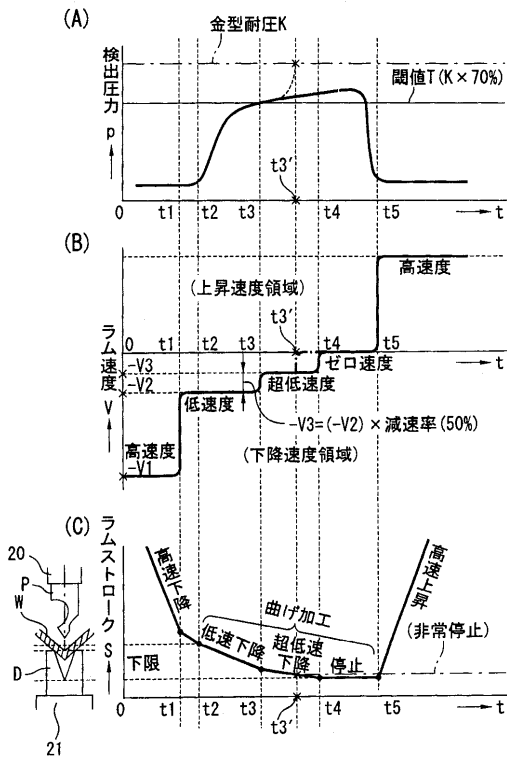 (A)
金型耐圧K
検出圧力 p
閾値T(K×70%)
t3'
0 t1 t2 t3 t4 t5 t
(B)
高速度
(上昇速度領域)
t3'
0 t1 t2 t3 t4 t5 t
ラム速度 V
-V3
-V2
ゼロ速度
超低速度
低速度
-V3=(-V2)×減速率(50%)
高速度
-V1
(下降速度領域)
(C)
ラムストローク S
20
P
W
D
21
高速下降
曲げ加工
低速下降
超低速下降
停止
下限
高速上昇
(非常停止)
0 t1 t2 t3 t4 t5 t
t3'